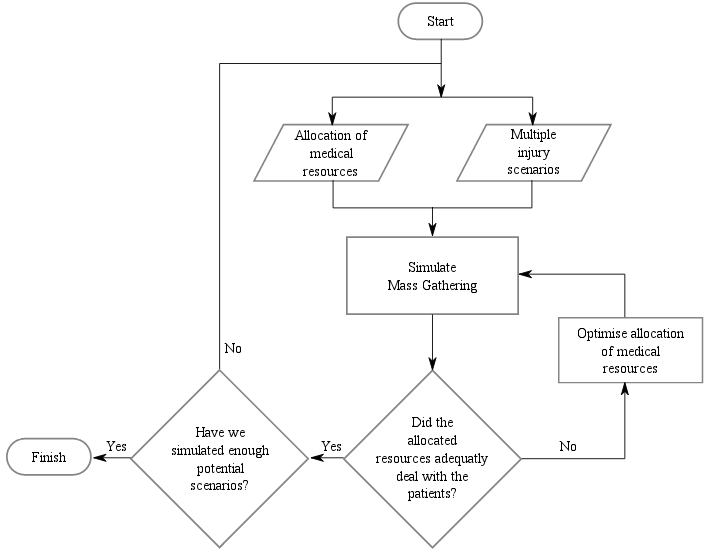 Start
Allocation of
medical
resources
Multiple
injury
scenarios
Simulate
Mass Gathering
Optimise allocation
of medical
resources
No
Did the
allocated
resources adequatly
deal with the
patients?
No
Yes
Have we
simulated enough
potential
scenarios?
Yes
Finish